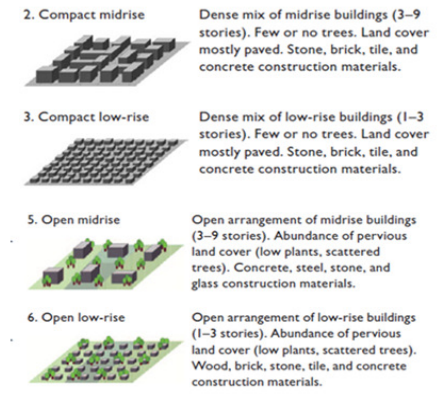 2. Compact midrise
Dense mix of midrise buildings (3–9
stories). Few or no trees. Land cover
mostly paved. Stone, brick, tile, and
concrete construction materials.
3. Compact low-rise
Dense mix of low-rise buildings (1–3
stories). Few or no trees. Land cover
mostly paved. Stone, brick, tile, and
concrete construction materials.
5. Open midrise
Open arrangement of midrise buildings
(3–9 stories). Abundance of pervious
land cover (low plants, scattered
trees). Concrete, steel, stone, and
glass construction materials.
6. Open low-rise
Open arrangement of low-rise buildings
(1–3 stories). Abundance of pervious
land cover (low plants, scattered trees).
Wood, brick, stone, tile, and concrete
construction materials.